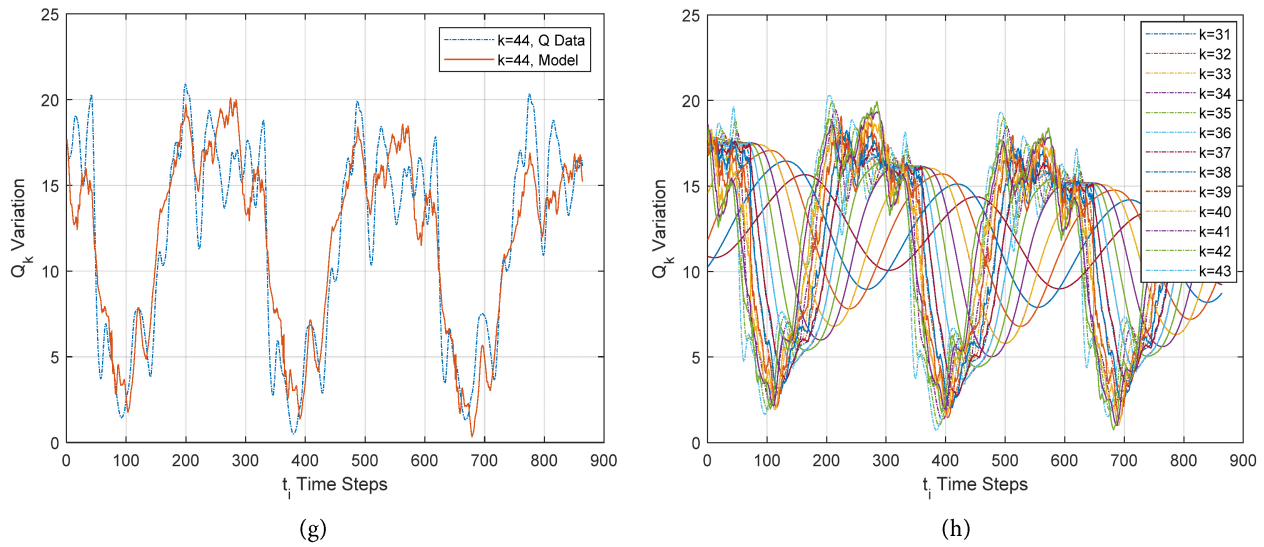 25
20
15
10
5
0
Q_k Variation
k=44, Q Data
k=44, Model
0 100 200 300 400 500 600 700 800 900
t_i Time Steps
(g)
25
20
15
10
5
0
Q_k Variation
k=31
k=32
k=33
k=34
k=35
k=36
k=37
k=38
k=39
k=40
k=41
k=42
k=43
0 100 200 300 400 500 600 700 800 900
t_i Time Steps
(h)